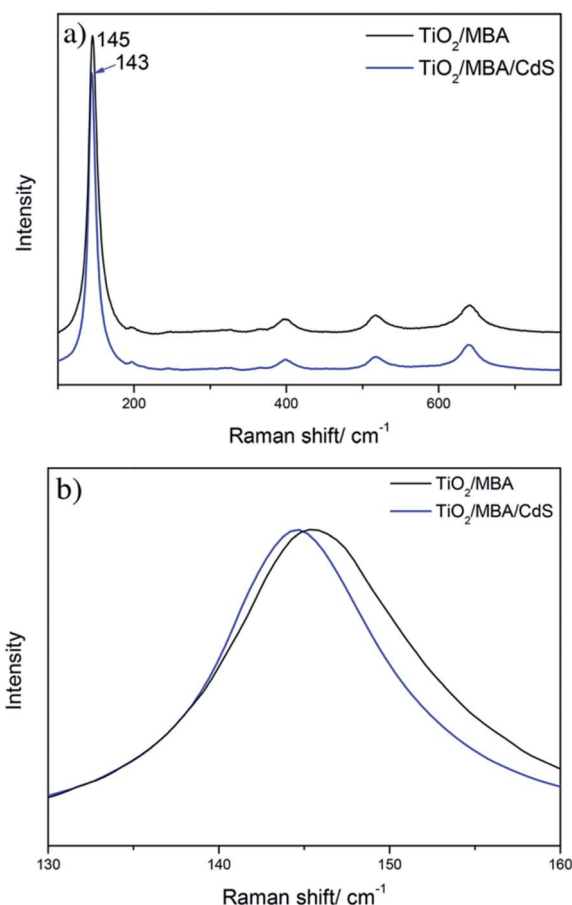 a)
145
143
TiO₂/MBA
TiO₂/MBA/CdS
Intensity
200 400 600
Raman shift/ cm⁻¹
b)
TiO₂/MBA
TiO₂/MBA/CdS
Intensity
130 140 150 160
Raman shift/ cm⁻¹